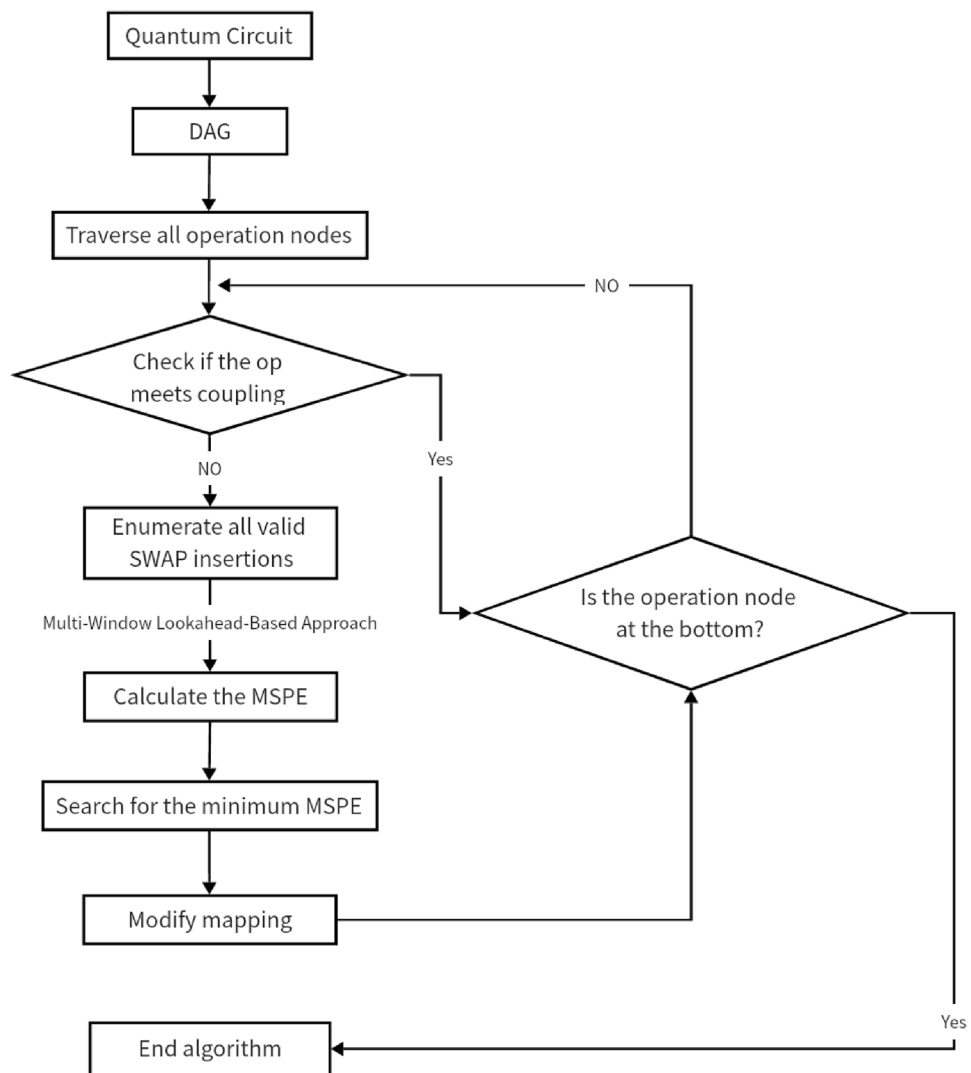 Quantum Circuit
DAG
Traverse all operation nodes
NO
Check if the op
meets coupling
Yes
NO
Enumerate all valid
SWAP insertions
Is the operation node
at the bottom?
Multi-Window Lookahead-Based Approach
Calculate the MSPE
Search for the minimum MSPE
Modify mapping
Yes
End algorithm